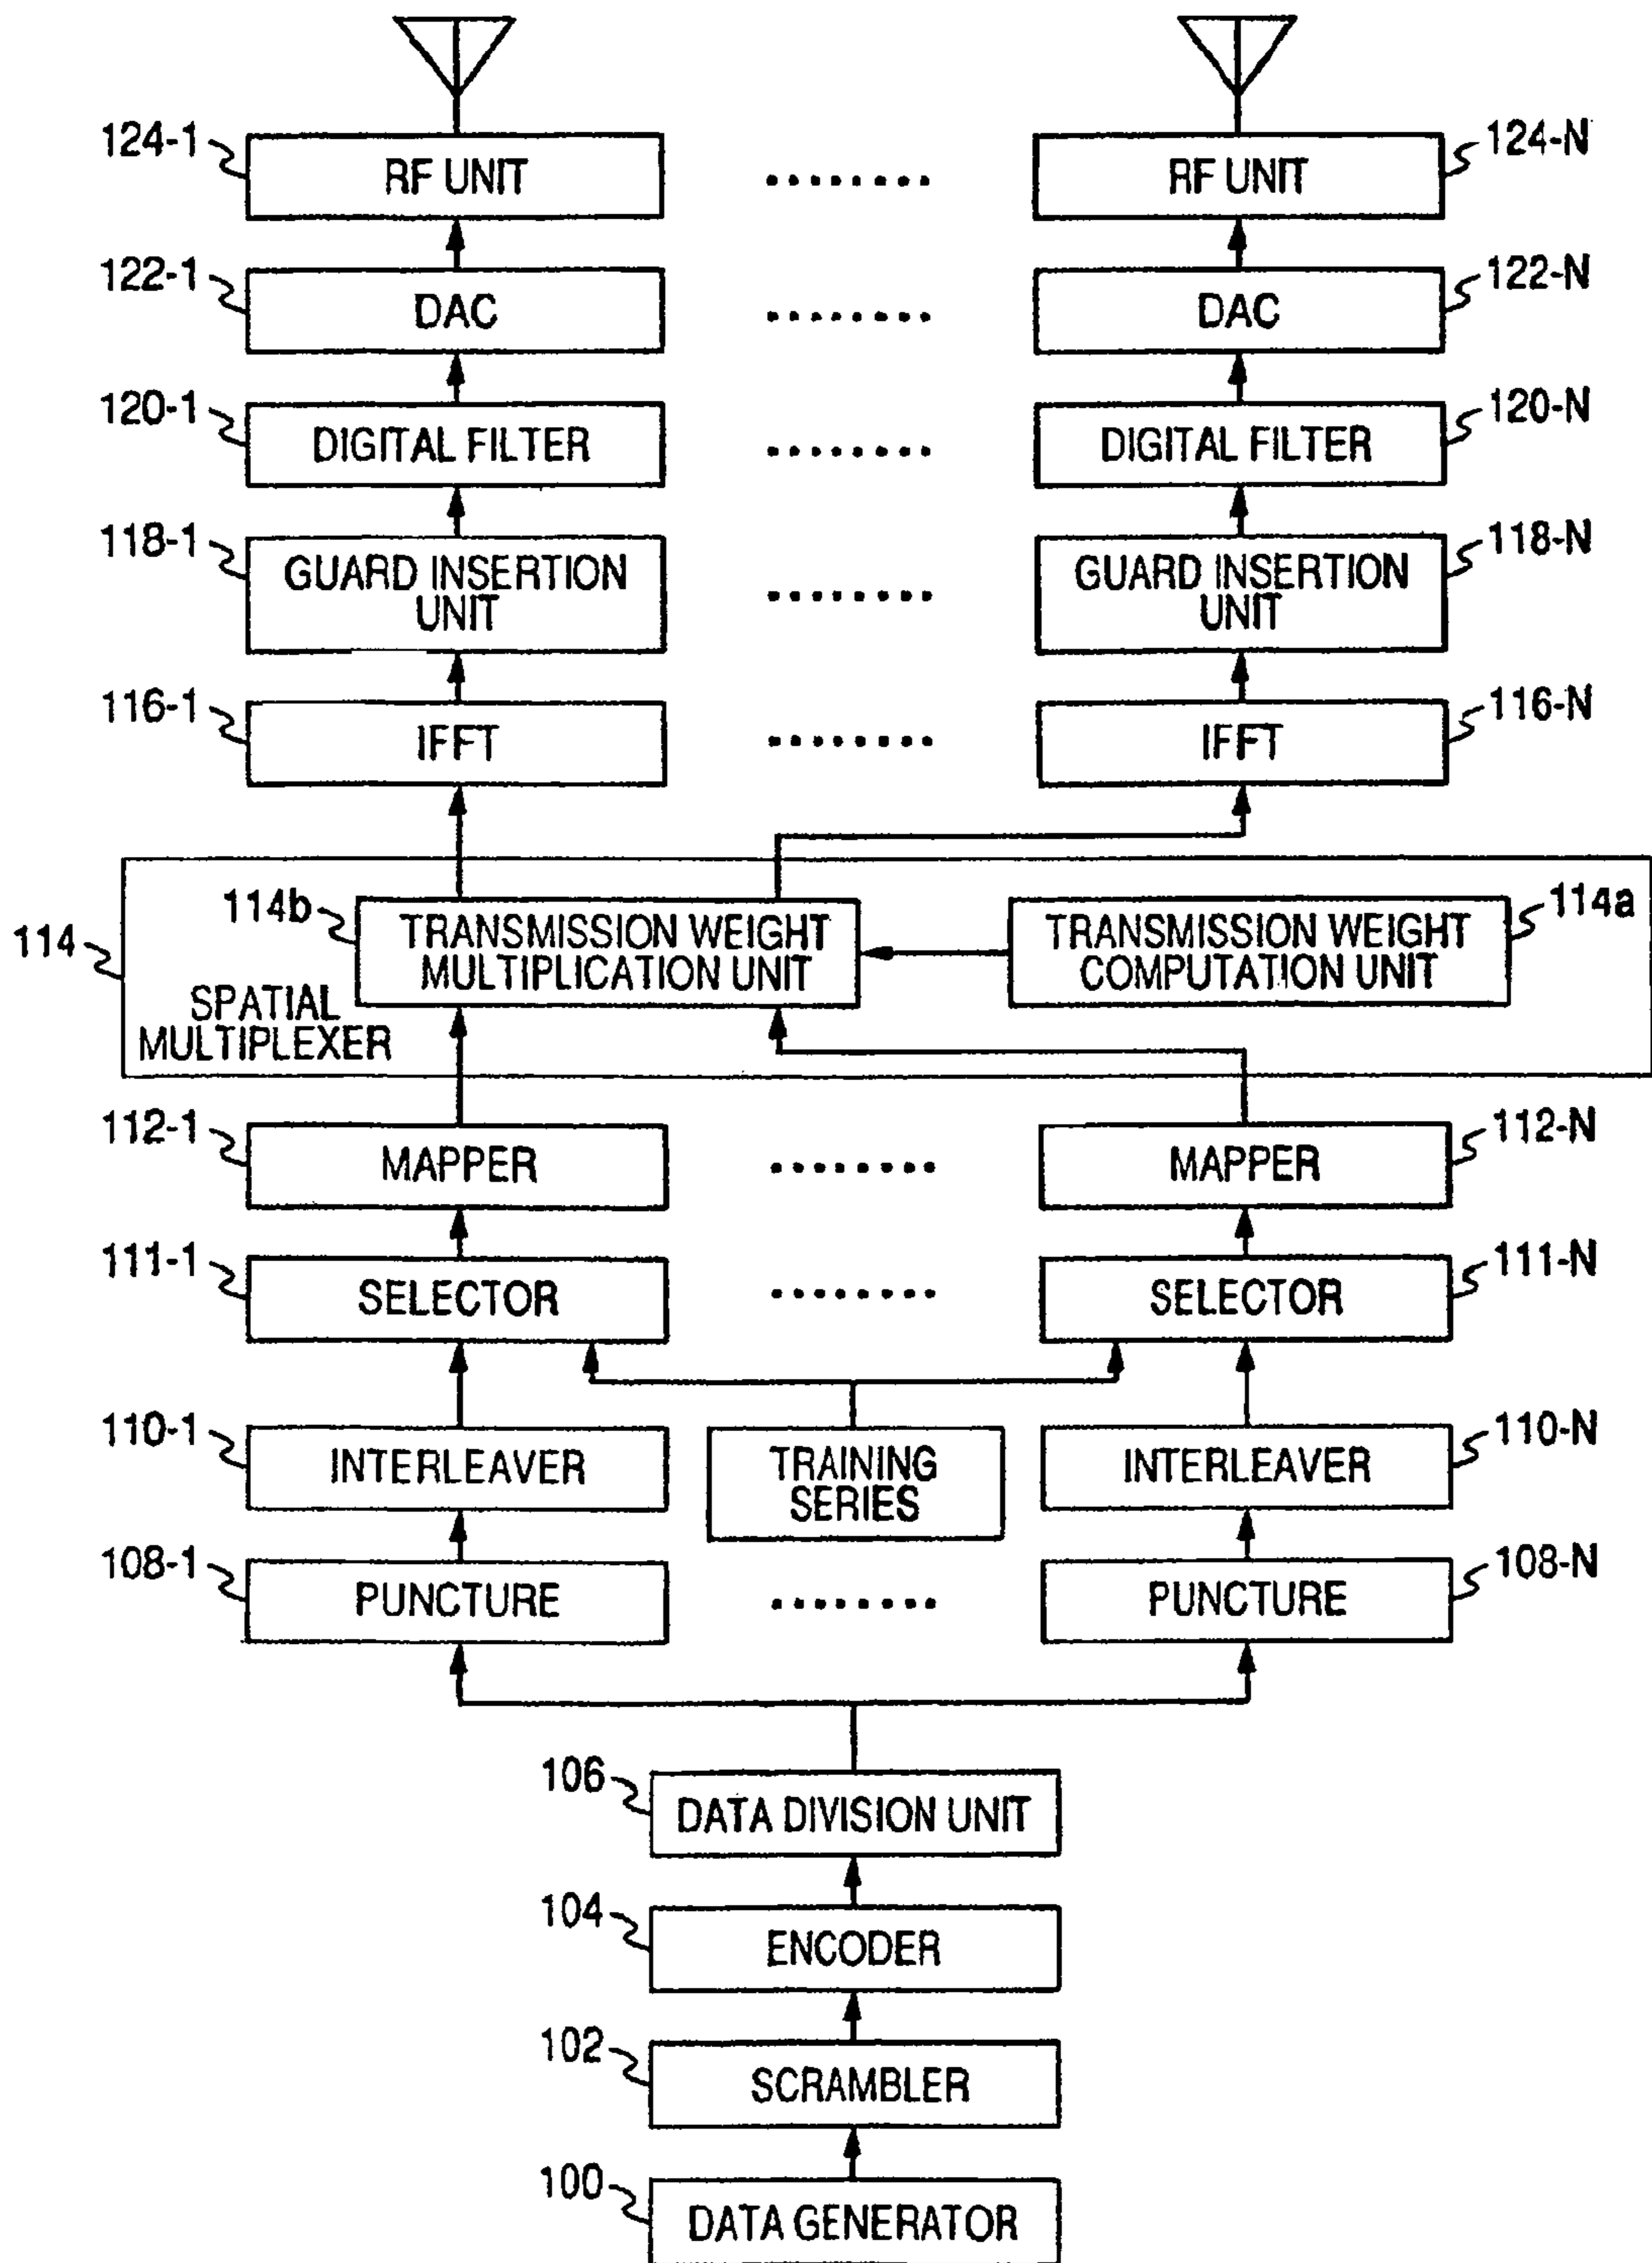 124-1
RF UNIT
........
RF UNIT
124-N
122-1
DAC
........
DAC
122-N
120-1
DIGITAL FILTER
........
DIGITAL FILTER
120-N
118-1
GUARD INSERTION
UNIT
........
GUARD INSERTION
UNIT
118-N
116-1
IFFT
........
IFFT
116-N
114
SPATIAL
MULTIPLEXER
114b
TRANSMISSION WEIGHT
MULTIPLICATION UNIT
TRANSMISSION WEIGHT
COMPUTATION UNIT
114a
112-1
MAPPER
........
MAPPER
112-N
111-1
SELECTOR
........
SELECTOR
111-N
110-1
INTERLEAVER
TRAINING
SERIES
INTERLEAVER
110-N
108-1
PUNCTURE
........
PUNCTURE
108-N
106
DATA DIVISION UNIT
104
ENCODER
102
SCRAMBLER
100
DATA GENERATOR